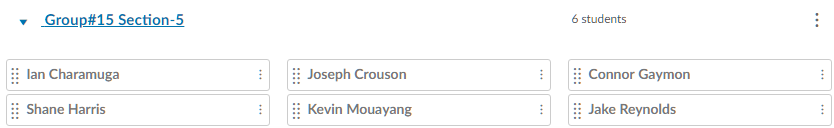 Group#15 Section-5 6 students
Ian Charamuga Joseph Crouson Connor Gaymon
Shane Harris Kevin Mouayang Jake Reynolds